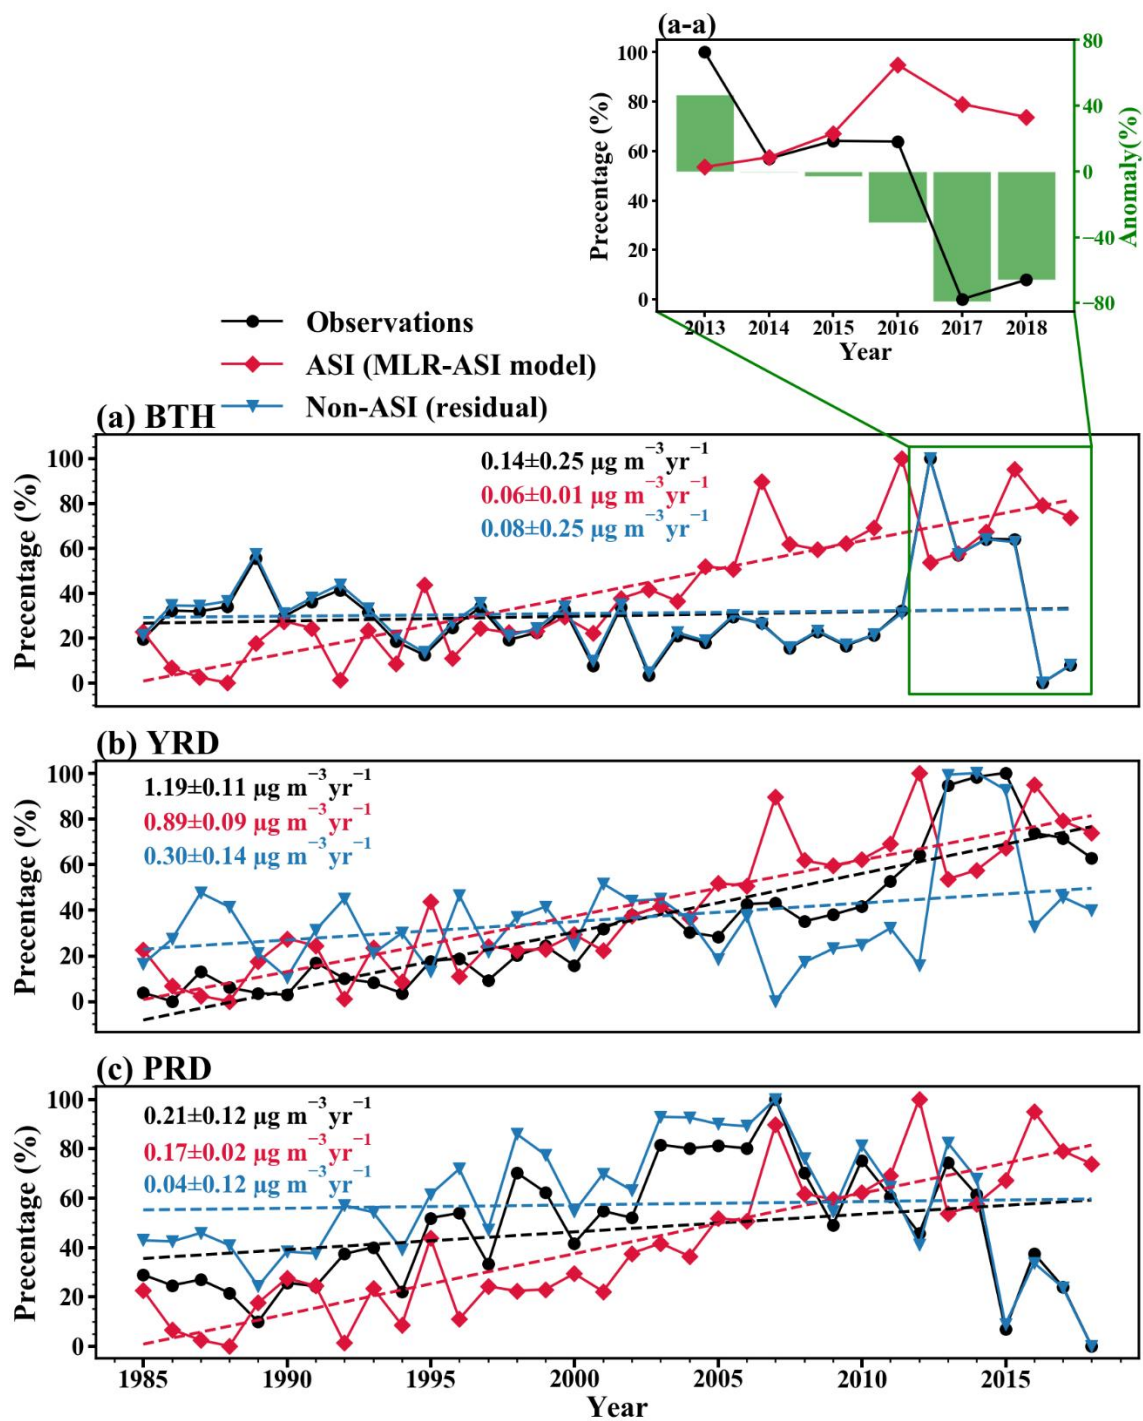 (a-a)
100
80
60
40
20
0
Precentage (%)
80
40
0
−40
−80
Anomaly(%)
2013 2014 2015 2016 2017 2018
Year
Observations
ASI (MLR-ASI model)
Non-ASI (residual)
(a) BTH
0.14±0.25 μg m⁻³yr⁻¹
0.06±0.01 μg m⁻³yr⁻¹
0.08±0.25 μg m⁻³yr⁻¹
100
80
60
40
20
0
Precentage (%)
(b) YRD
1.19±0.11 μg m⁻³yr⁻¹
0.89±0.09 μg m⁻³yr⁻¹
0.30±0.14 μg m⁻³yr⁻¹
100
80
60
40
20
0
Precentage (%)
(c) PRD
0.21±0.12 μg m⁻³yr⁻¹
0.17±0.02 μg m⁻³yr⁻¹
0.04±0.12 μg m⁻³yr⁻¹
100
80
60
40
20
0
Precentage (%)
1985 1990 1995 2000 2005 2010 2015
Year